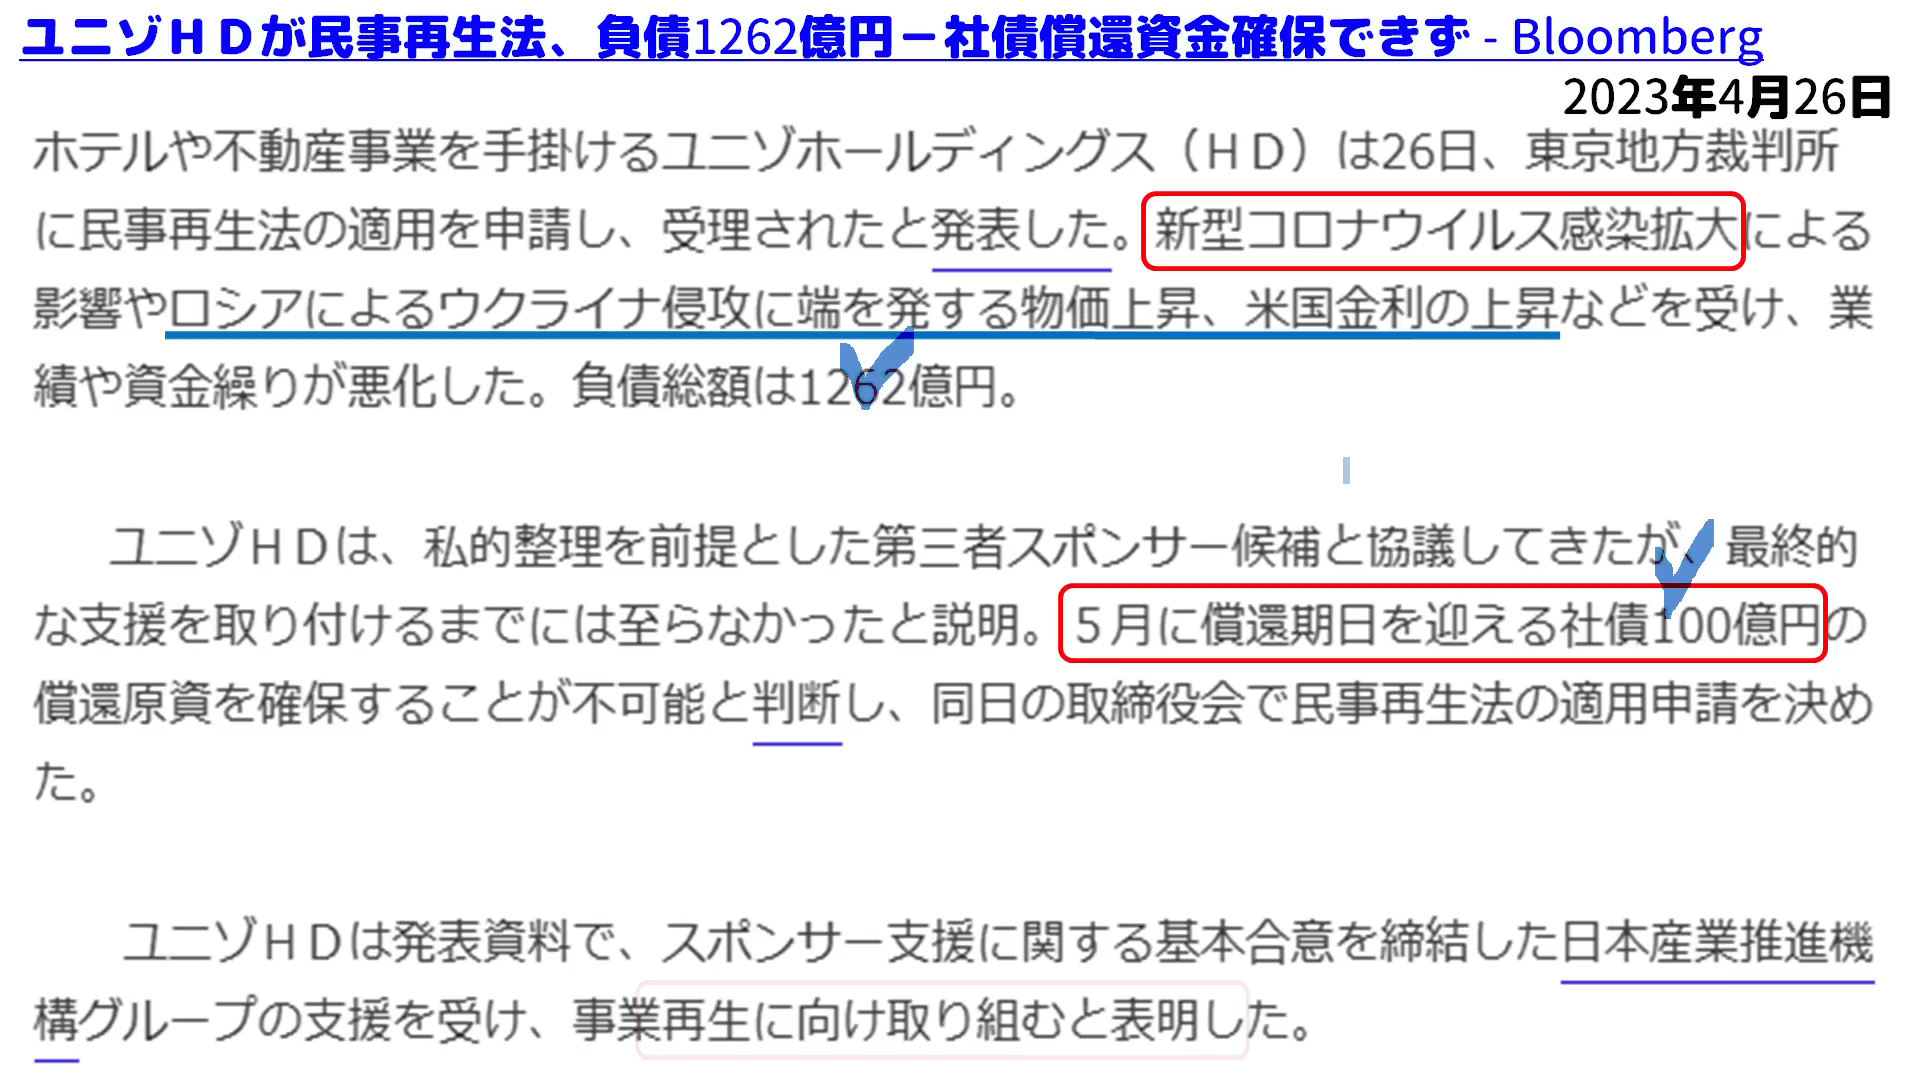 ユニゾＨＤが民事再生法、負債1262億円－社債償還資金確保できず - Bloomberg
2023年4月26日
ホテルや不動産事業を手掛けるユニゾホールディングス（ＨＤ）は26日、東京地方裁判所
に民事再生法の適用を申請し、受理されたと発表した。新型コロナウイルス感染拡大による
影響やロシアによるウクライナ侵攻に端を発する物価上昇、米国金利の上昇などを受け、業
績や資金繰りが悪化した。負債総額は1262億円。
ユニゾＨＤは、私的整理を前提とした第三者スポンサー候補と協議してきたが、最終的
な支援を取り付けるまでには至らなかったと説明。５月に償還期日を迎える社債100億円の
償還原資を確保することが不可能と判断し、同日の取締役会で民事再生法の適用申請を決め
た。
ユニゾＨＤは発表資料で、スポンサー支援に関する基本合意を締結した日本産業推進機
構グループの支援を受け、事業再生に向け取り組むと表明した。